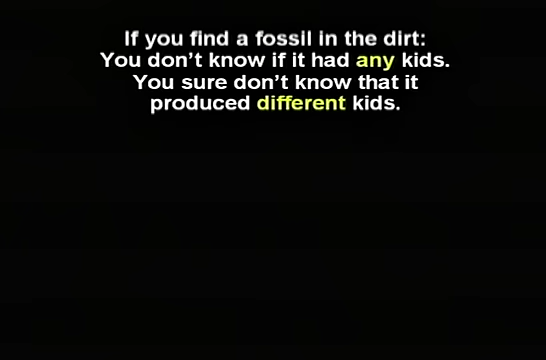 If you find a fossil in the dirt:
You don’t know if it had any kids.
You sure don’t know that it
produced different kids.